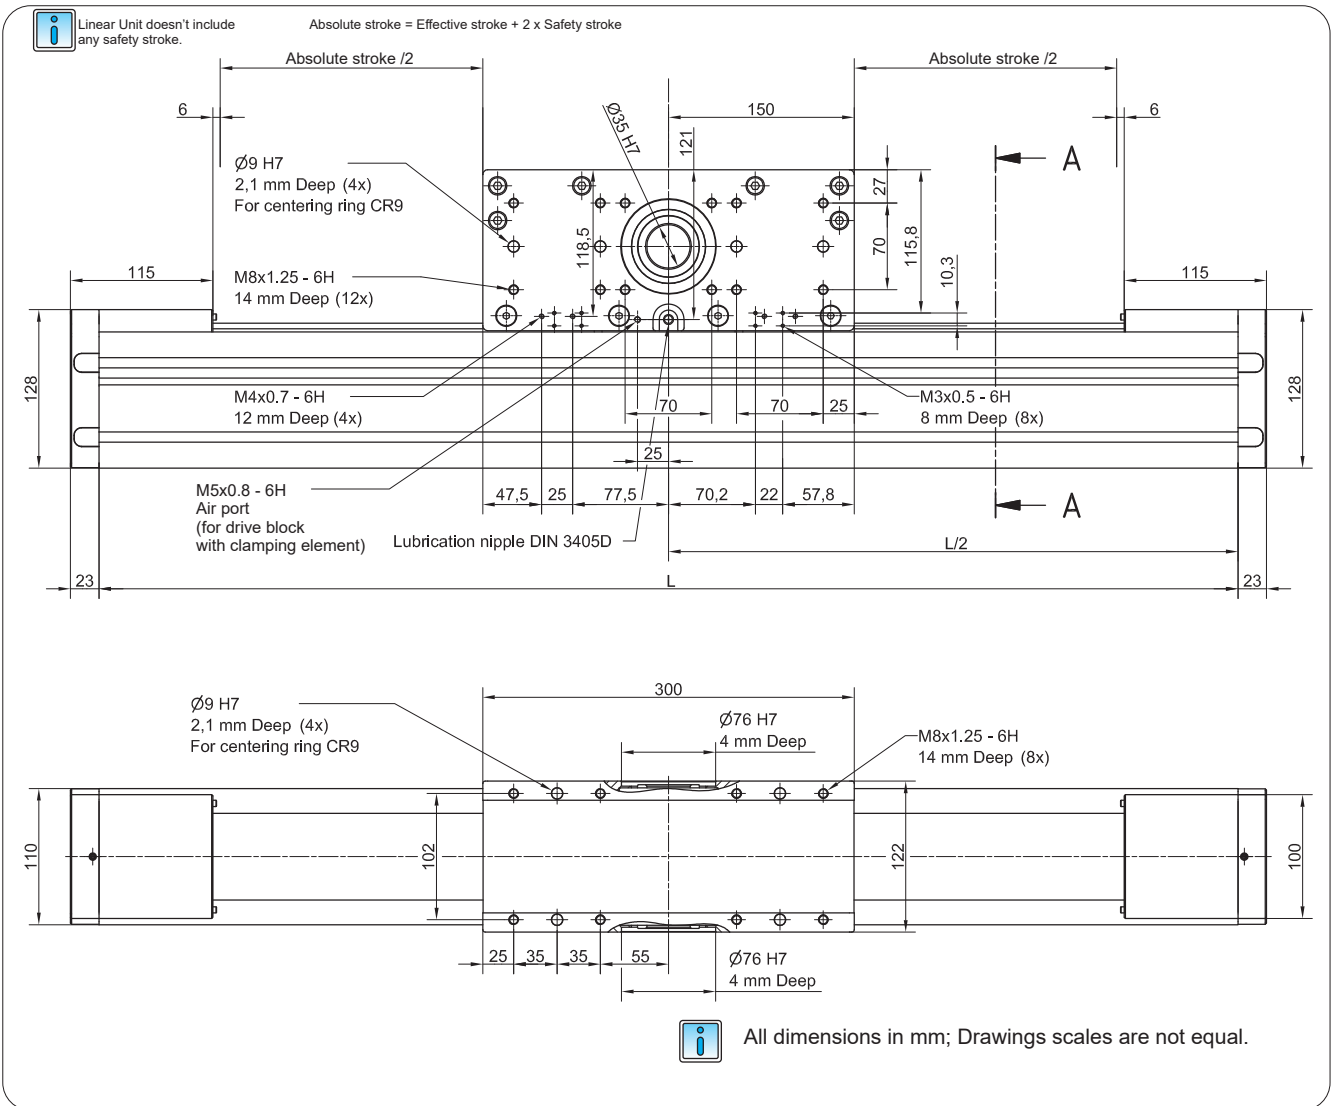 Linear Unit doesn't include
any safety stroke.
Absolute stroke = Effective stroke + 2 x Safety stroke
Absolute stroke /2
Absolute stroke /2
6
150
6
Ø35 H7
121
A
Ø9 H7
2,1 mm Deep (4x)
For centering ring CR9
27
118,5
70
115,8
10,3
115
M8x1.25 - 6H
14 mm Deep (12x)
115
128
128
M4x0.7 - 6H
12 mm Deep (4x)
70
70
25
M3x0.5 - 6H
8 mm Deep (8x)
25
M5x0.8 - 6H
Air port
(for drive block
with clamping element)
47,5
25
77,5
70,2
22
57,8
A
Lubrication nipple DIN 3405D
L/2
23
L
23
300
Ø9 H7
2,1 mm Deep (4x)
For centering ring CR9
Ø76 H7
4 mm Deep
M8x1.25 - 6H
14 mm Deep (8x)
110
102
122
100
25
35
35
55
Ø76 H7
4 mm Deep
All dimensions in mm; Drawings scales are not equal.